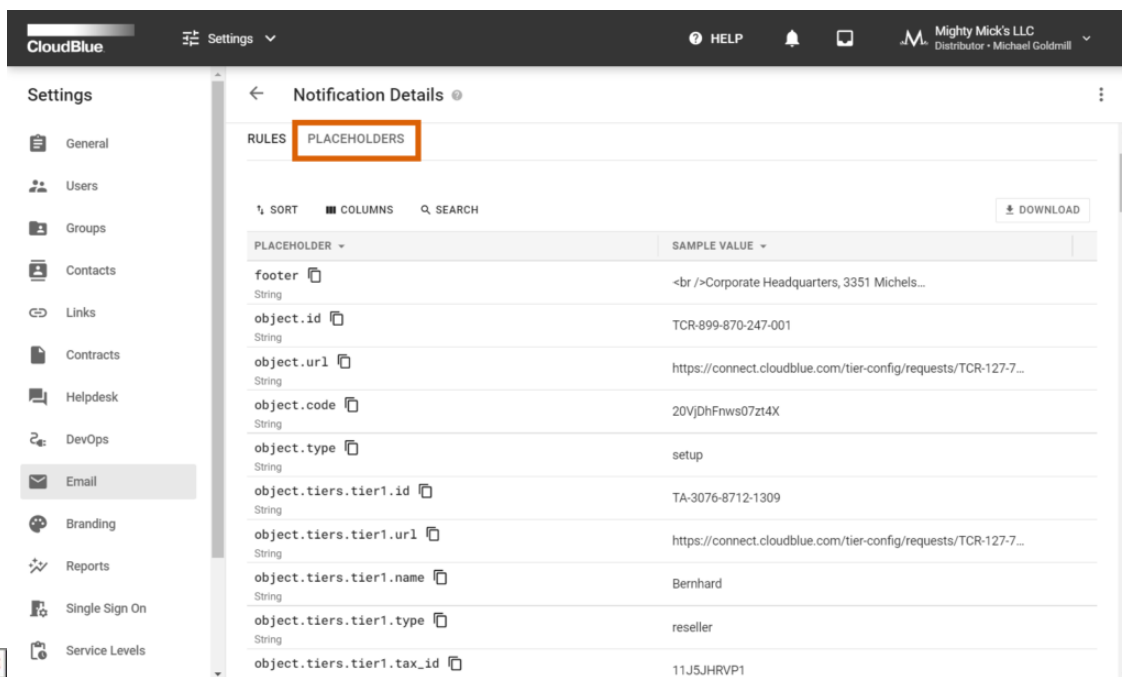 CloudBlue
Settings
HELP
Mighty Mick's LLC
Distributor • Michael Goldmill
Settings
General
Users
Groups
Contacts
Links
Contracts
Helpdesk
DevOps
Email
Branding
Reports
Single Sign On
Service Levels
Notification Details
RULES PLACEHOLDERS
SORT COLUMNS SEARCH DOWNLOAD
PLACEHOLDER SAMPLE VALUE
footer
String
<br />Corporate Headquarters, 3351 Michels...
object.id
String
TCR-899-870-247-001
object.url
String
https://connect.cloudblue.com/tier-config/requests/TCR-127-7...
object.code
String
20VjDhFnws07zt4X
object.type
String
setup
object.tiers.tier1.id
String
TA-3076-8712-1309
object.tiers.tier1.url
String
https://connect.cloudblue.com/tier-config/requests/TCR-127-7...
object.tiers.tier1.name
String
Bernhard
object.tiers.tier1.type
String
reseller
object.tiers.tier1.tax_id
11J5JHRVP1